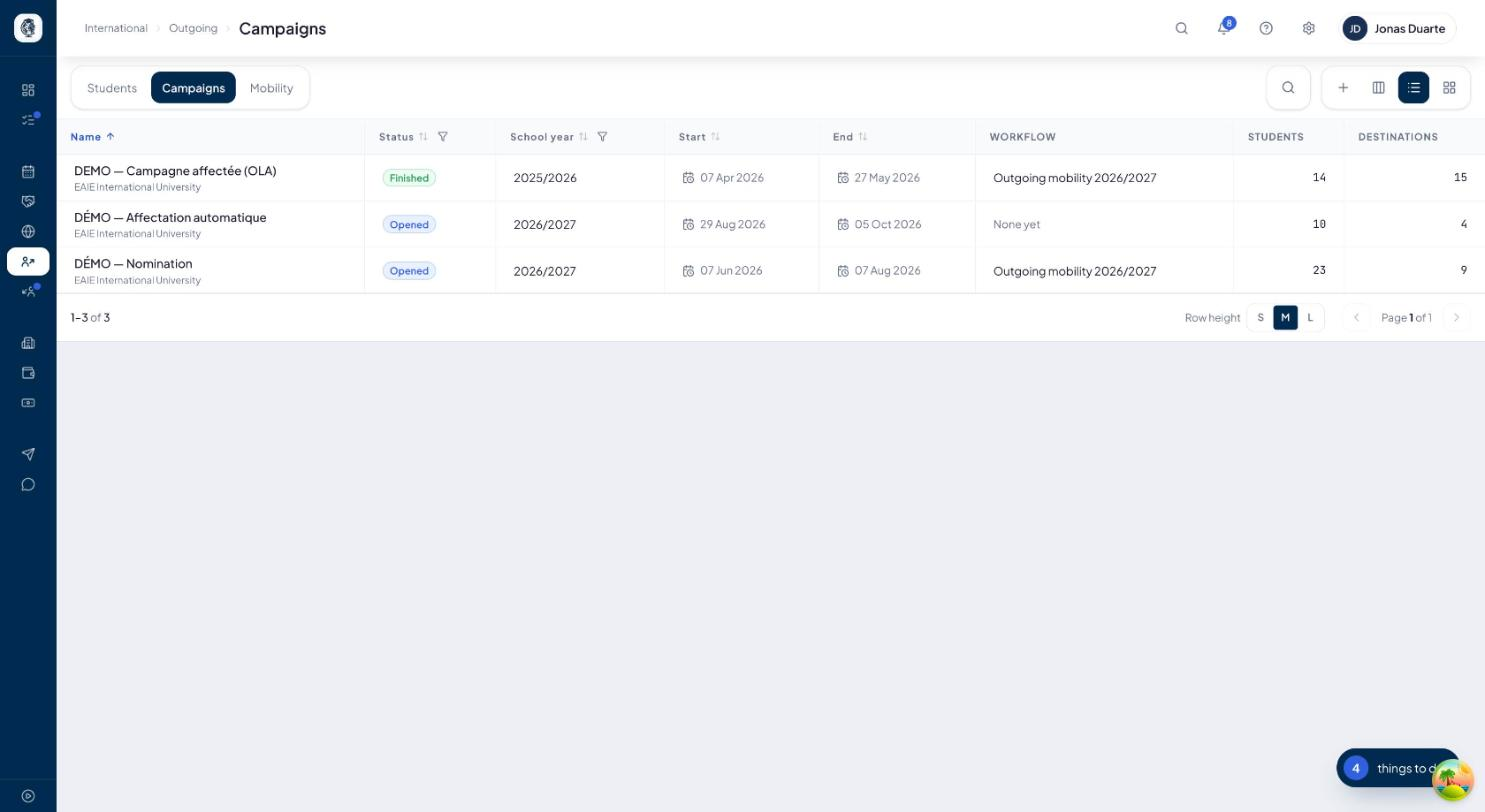 International > Outgoing > Campaigns
8
JD Jonas Duarte
Students Campaigns Mobility
Name Status School year Start End WORKFLOW STUDENTS DESTINATIONS
DEMO — Campagne affectée (OLA) Finished 2025/2026 07 Apr 2026 27 May 2026 Outgoing mobility 2026/2027 14 15
EAIE International University
DÉMO — Affectation automatique Opened 2026/2027 29 Aug 2026 05 Oct 2026 None yet 10 4
EAIE International University
DÉMO — Nomination Opened 2026/2027 07 Jun 2026 07 Aug 2026 Outgoing mobility 2026/2027 23 9
EAIE International University
1–3 of 3 Row height S M L Page 1 of 1
4 things to